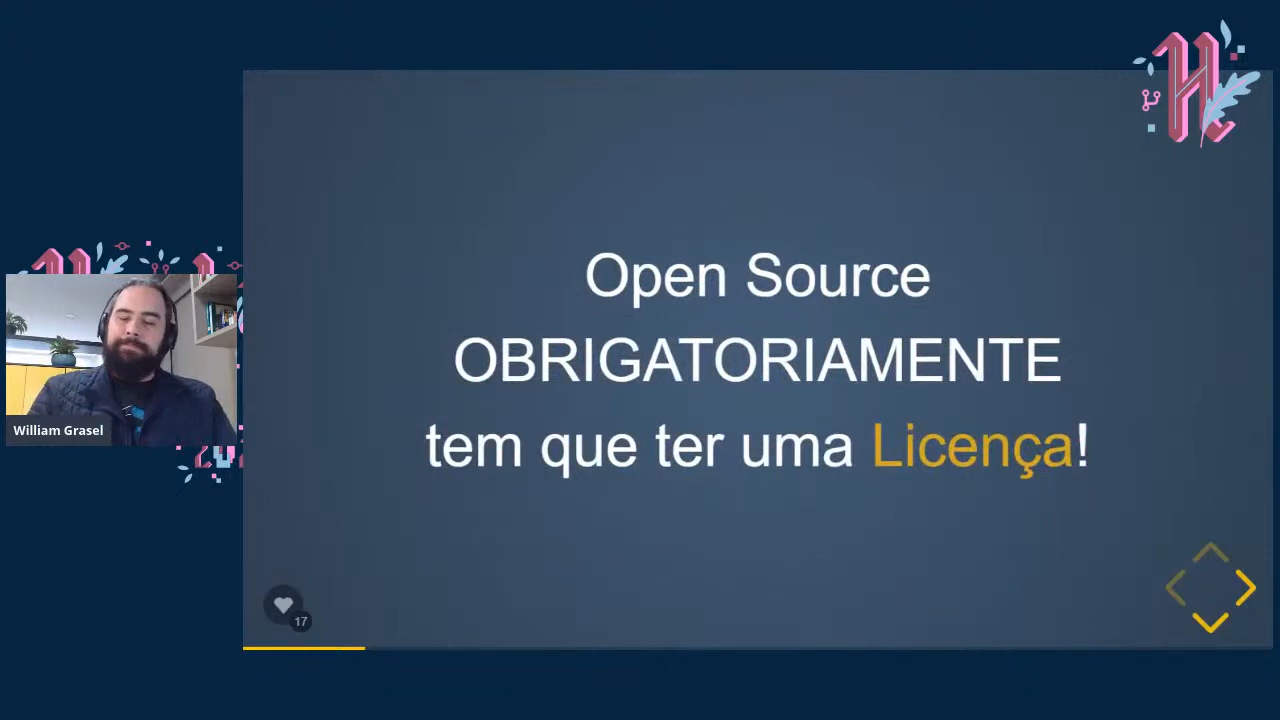 Open Source
OBRIGATORIAMENTE
tem que ter uma Licença!
William Grasel
17